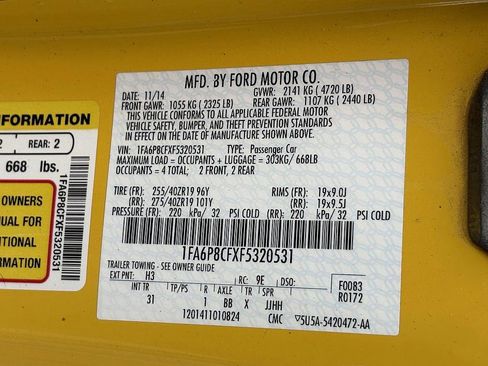 MFD. BY FORD MOTOR CO.
DATE: 11/14 GVWR: 2141 KG ( 4720 LB)
FRONT GAWR: 1055 KG ( 2325 LB) REAR GAWR: 1107 KG ( 2440 LB)
THIS VEHICLE CONFORMS TO ALL APPLICABLE FEDERAL MOTOR
VEHICLE SAFETY, BUMPER, AND THEFT PREVENTION STANDARDS
IN EFFECT ON THE DATE OF MANUFACTURE SHOWN ABOVE.
VIN: 1FA6P8CFXF5320531 TYPE: Passenger Car
MAXIMUM LOAD = OCCUPANTS + LUGGAGE = 303KG/ 668LB
OCCUPANTS = 4 TOTAL; 2 FRONT, 2 REAR
TIRE (FR): 255/40ZR19 96Y RIMS (FR): 19x9.0J
(RR): 275/40ZR19 101Y (RR): 19x9.5J
PRESSURE (FR): 220 kPa/ 32 PSI COLD (RR): 220 kPa/ 32 PSI COLD
1FA6P8CFXF5320531
TRAILER TOWING - SEE OWNER GUIDE
EXT PNT: H3 RC: 9E DSO: F0083
INT TR TP/PS R AXLE TR SPR R0172
31 1 BB X JJHH
1201411010824 CMC ▽5U5A-5420472-AA
INFORMATION
2 REAR: 2
668 lbs.
OWNERS
NUAL FOR
ITIONAL
RMATION
1FA6P8CFXF5320531